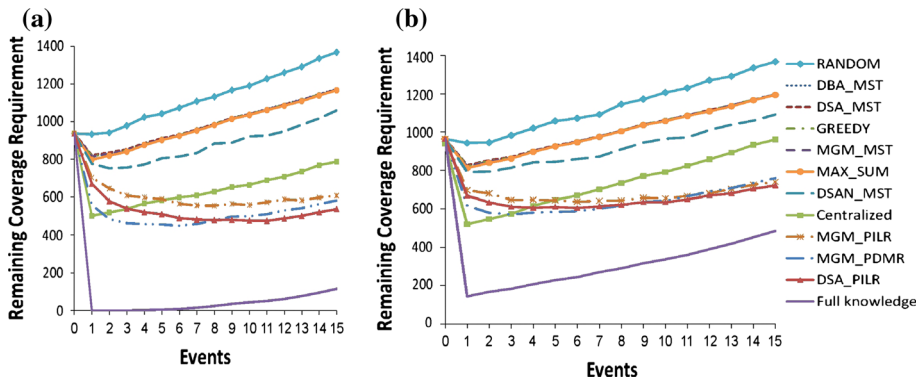 (a)
Remaining Coverage Requirement
1400
1200
1000
800
600
400
200
0
0 1 2 3 4 5 6 7 8 9 10 11 12 13 14 15
Events
(b)
Remaining Coverage Requirement
1400
1200
1000
800
600
400
200
0
0 1 2 3 4 5 6 7 8 9 10 11 12 13 14 15
Events
RANDOM
DBA_MST
DSA_MST
GREEDY
MGM_MST
MAX_SUM
DSAN_MST
Centralized
MGM_PILR
MGM_PDMR
DSA_PILR
Full knowledge